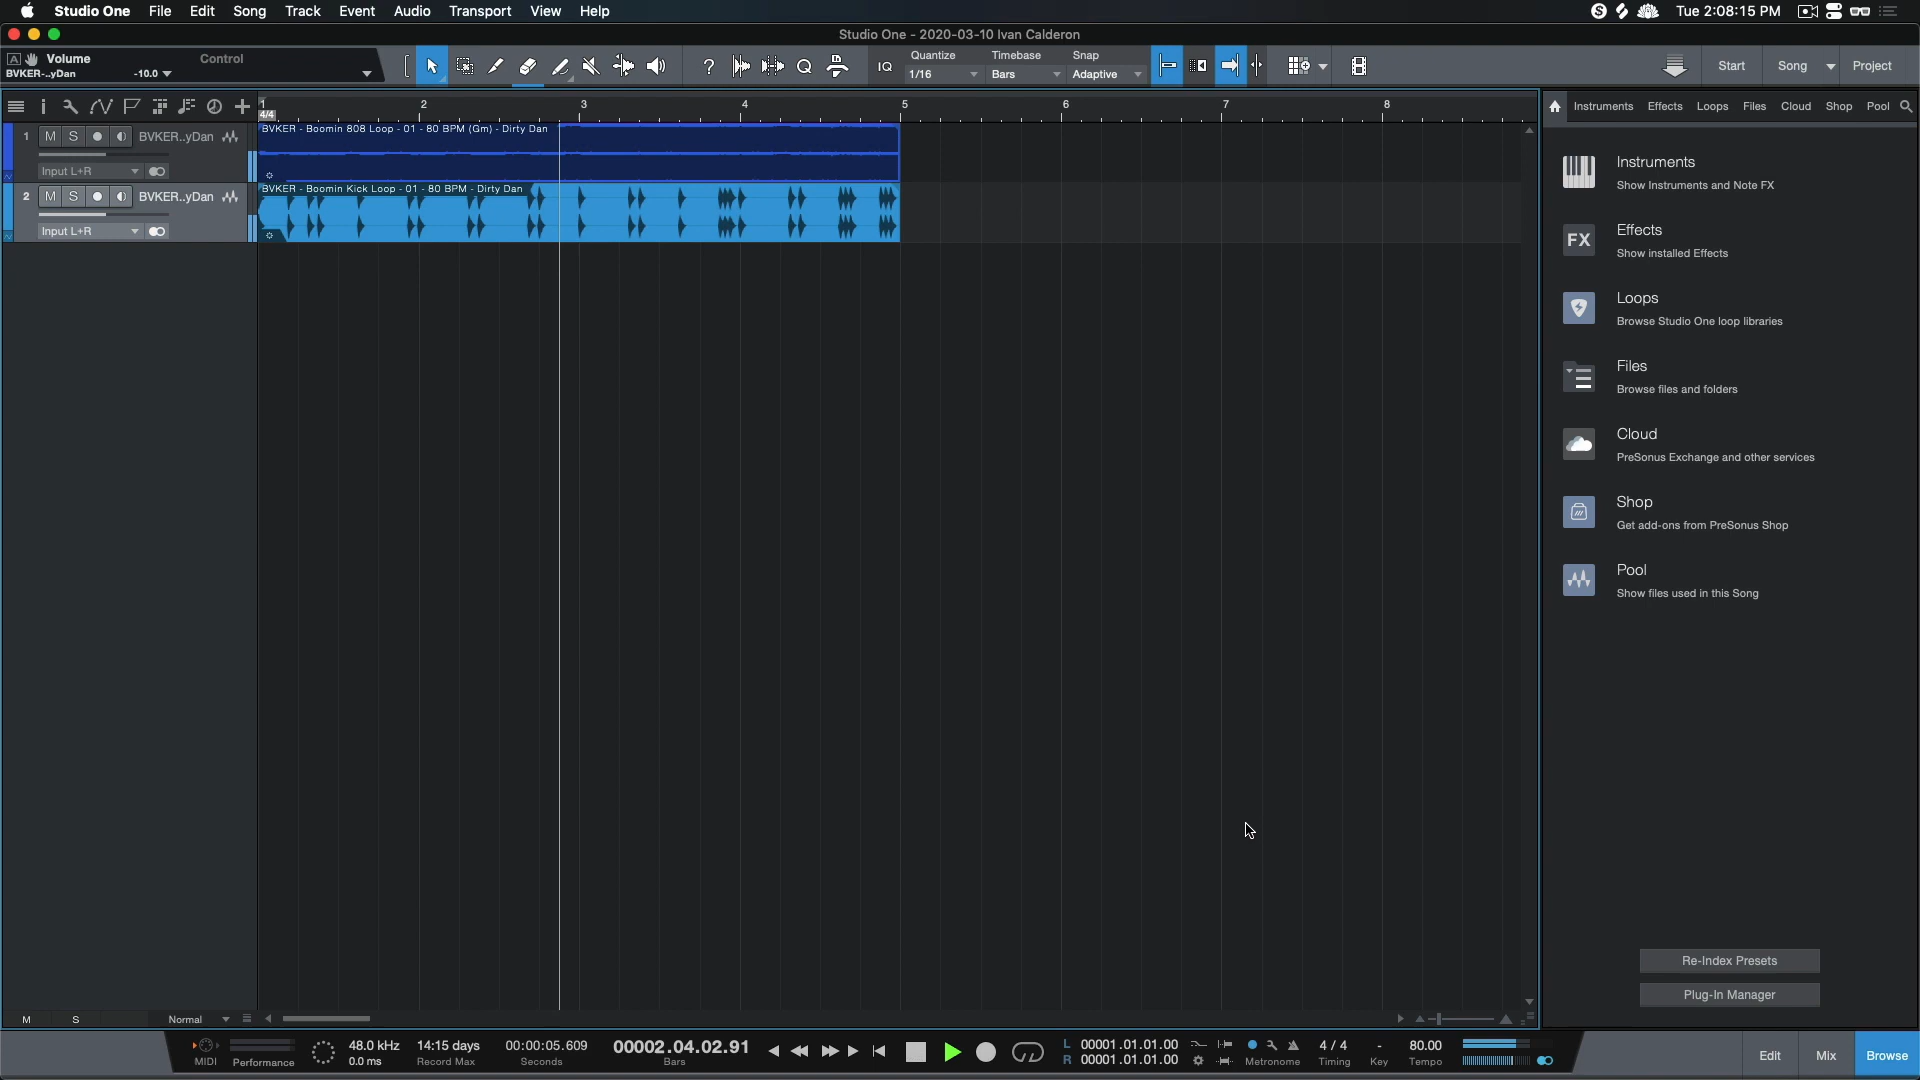 Studio One File Edit Song Track Event Audio Transport View Help
Tue 2:08:15 PM
Studio One - 2020-03-10 Ivan Calderon
A Volume Control
BVKER-..yDan -10.0
IQ
Quantize Timebase Snap
1/16 Bars Adaptive
Start Song Project
1 2 3 4 5 6 7 8
4/4
Instruments Effects Loops Files Cloud Shop Pool
1 M S BVKER..yDan
Input L+R
BVKER - Boomin 808 Loop - 01 - 80 BPM (Gm) - Dirty Dan
2 M S BVKER..yDan
Input L+R
BVKER - Boomin Kick Loop - 01 - 80 BPM - Dirty Dan
Instruments
Show Instruments and Note FX
FX
Effects
Show installed Effects
Loops
Browse Studio One loop libraries
Files
Browse files and folders
Cloud
PreSonus Exchange and other services
Shop
Get add-ons from PreSonus Shop
Pool
Show files used in this Song
Re-Index Presets
Plug-In Manager
M S Normal
MIDI Performance
48.0 kHz
0.0 ms
14:15 days
Record Max
00:00:05.609
Seconds
00002.04.02.91
Bars
L 00001.01.01.00
R 00001.01.01.00
Metronome
4 / 4
Timing
-
Key
80.00
Tempo
Edit Mix Browse